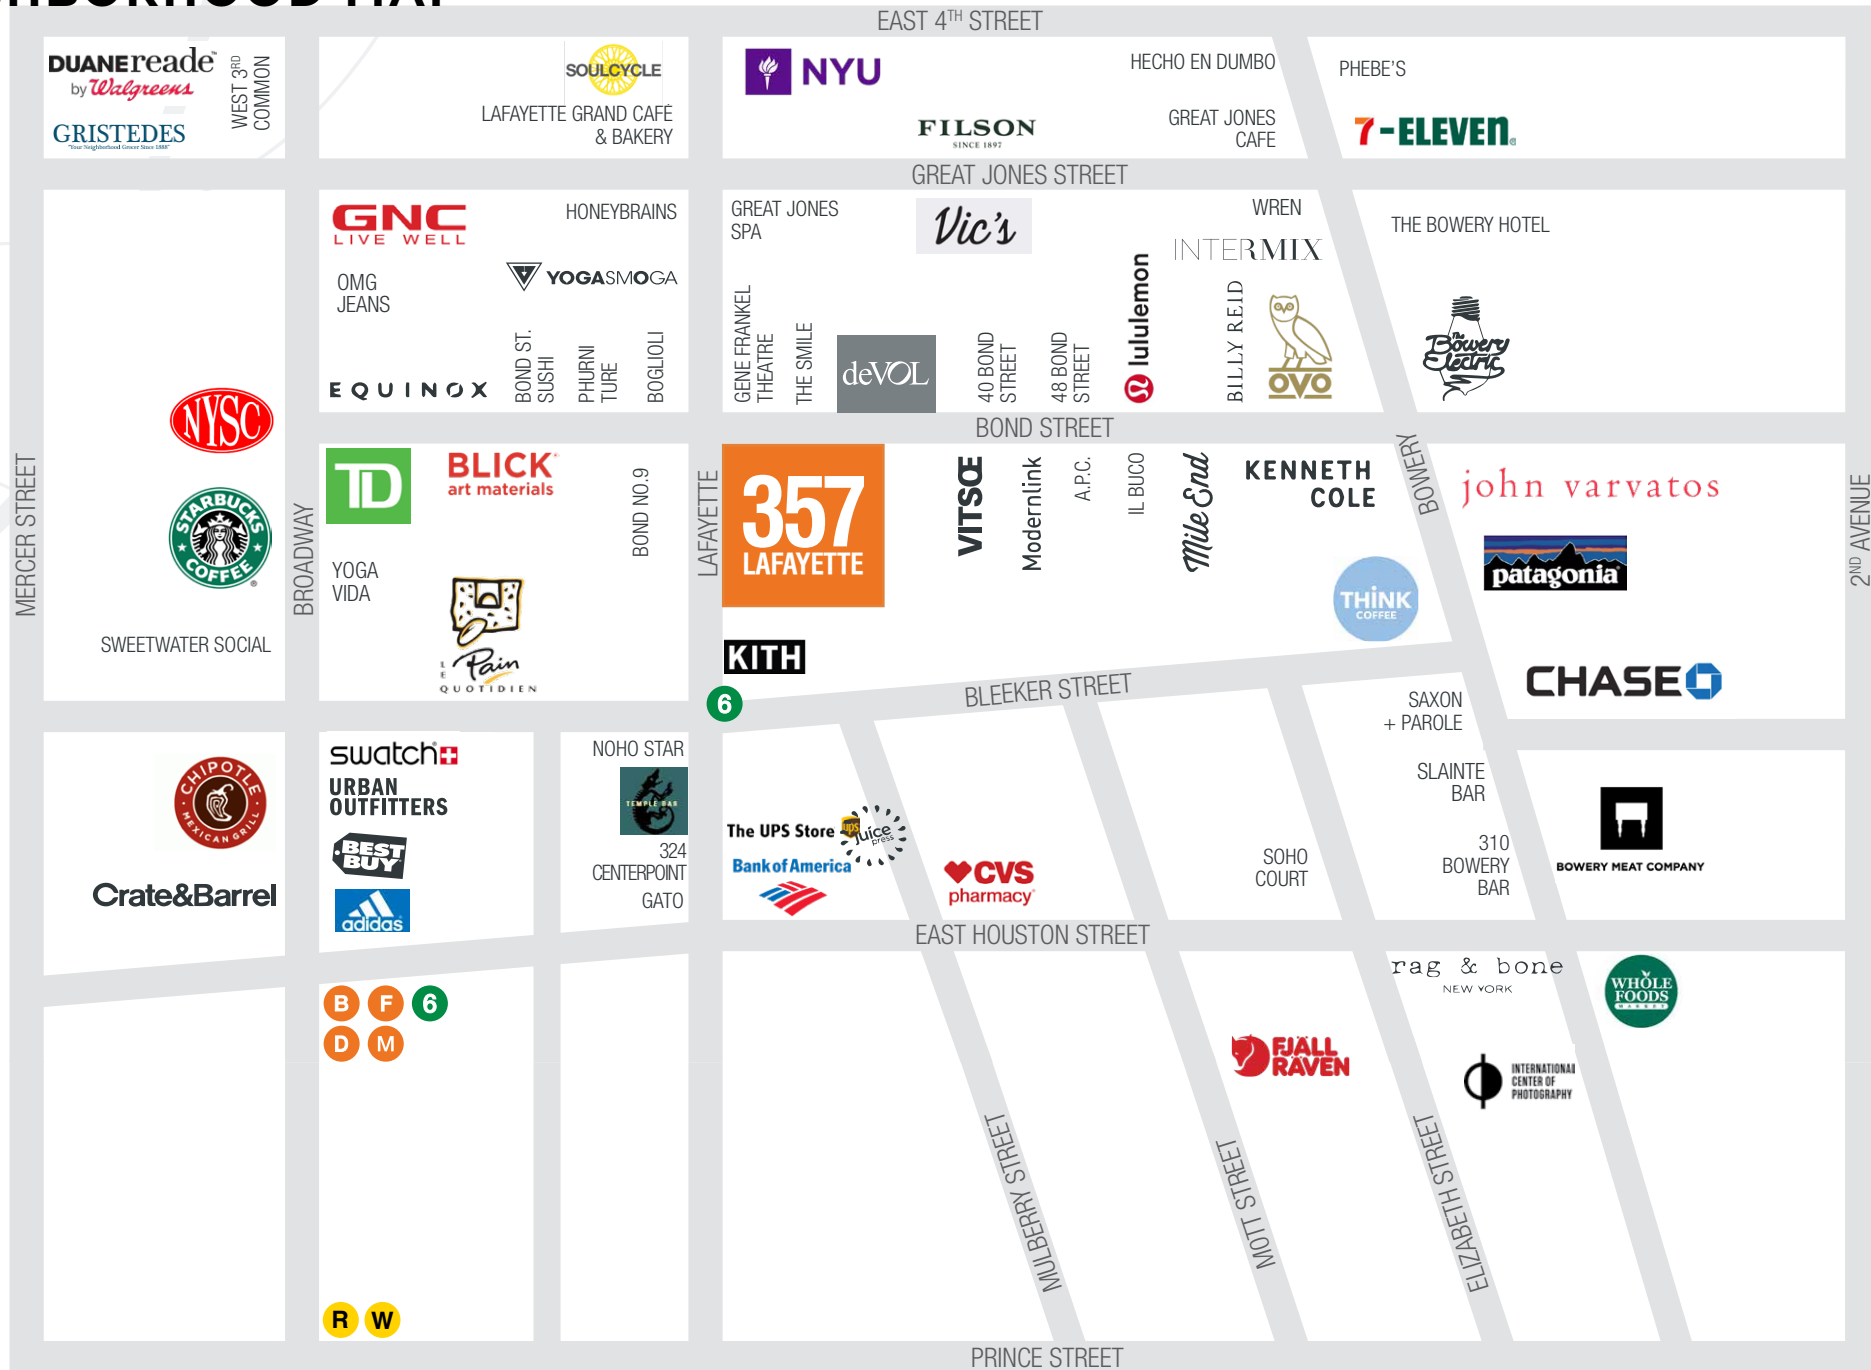 EAST 4TH STREET
DUANEreade
by Walgreens
GRISTEDES
"Your Neighborhood Grocer Since 1888"
WEST 3RD
COMMON
SOULCYCLE
LAFAYETTE GRAND CAFÉ
& BAKERY
NYU
FILSON
SINCE 1897
HECHO EN DUMBO
GREAT JONES
CAFE
PHEBE'S
7-ELEVEn
GREAT JONES STREET
GNC
LIVE WELL
HONEYBRAINS
OMG
JEANS
YOGASMOGA
EQUINOX
BOND ST.
SUSHI
PHURNI
TURE
BOGLIOLI
GREAT JONES
SPA
Vic's
WREN
INTERMIX
GENE FRANKEL
THEATRE
THE SMILE
deVOL
40 BOND
STREET
48 BOND
STREET
lululemon
BILLY REID
OVO
THE BOWERY HOTEL
The
Bowery
Electric
BOND STREET
NYSC
STARBUCKS
COFFEE
SWEETWATER SOCIAL
MERCER STREET
BROADWAY
TD
BLICK
art materials
BOND NO.9
YOGA
VIDA
LE Pain
QUOTIDIEN
LAFAYETTE
357
LAFAYETTE
KITH
6
VITSŒ
Modernlink
A.P.C.
IL BUCO
Mile End
KENNETH
COLE
THINK
COFFEE
BOWERY
john varvatos
patagonia
CHASE
2ND AVENUE
BLEEKER STREET
CHIPOTLE
MEXICAN GRILL
Crate&Barrel
swatch
URBAN
OUTFITTERS
BEST
BUY
adidas
NOHO STAR
TEMPLE BAR
324
CENTERPOINT
GATO
The UPS Store
ups
juice
press
Bank of America
CVS
pharmacy
SOHO
COURT
SAXON
+ PAROLE
SLAINTE
BAR
310
BOWERY
BAR
BOWERY MEAT COMPANY
EAST HOUSTON STREET
B F 6
D M
R W
MULBERRY STREET
MOTT STREET
ELIZABETH STREET
FJÄLL
RÄVEN
rag & bone
NEW YORK
INTERNATIONAL
CENTER OF
PHOTOGRAPHY
WHOLE
FOODS
MARKET
PRINCE STREET